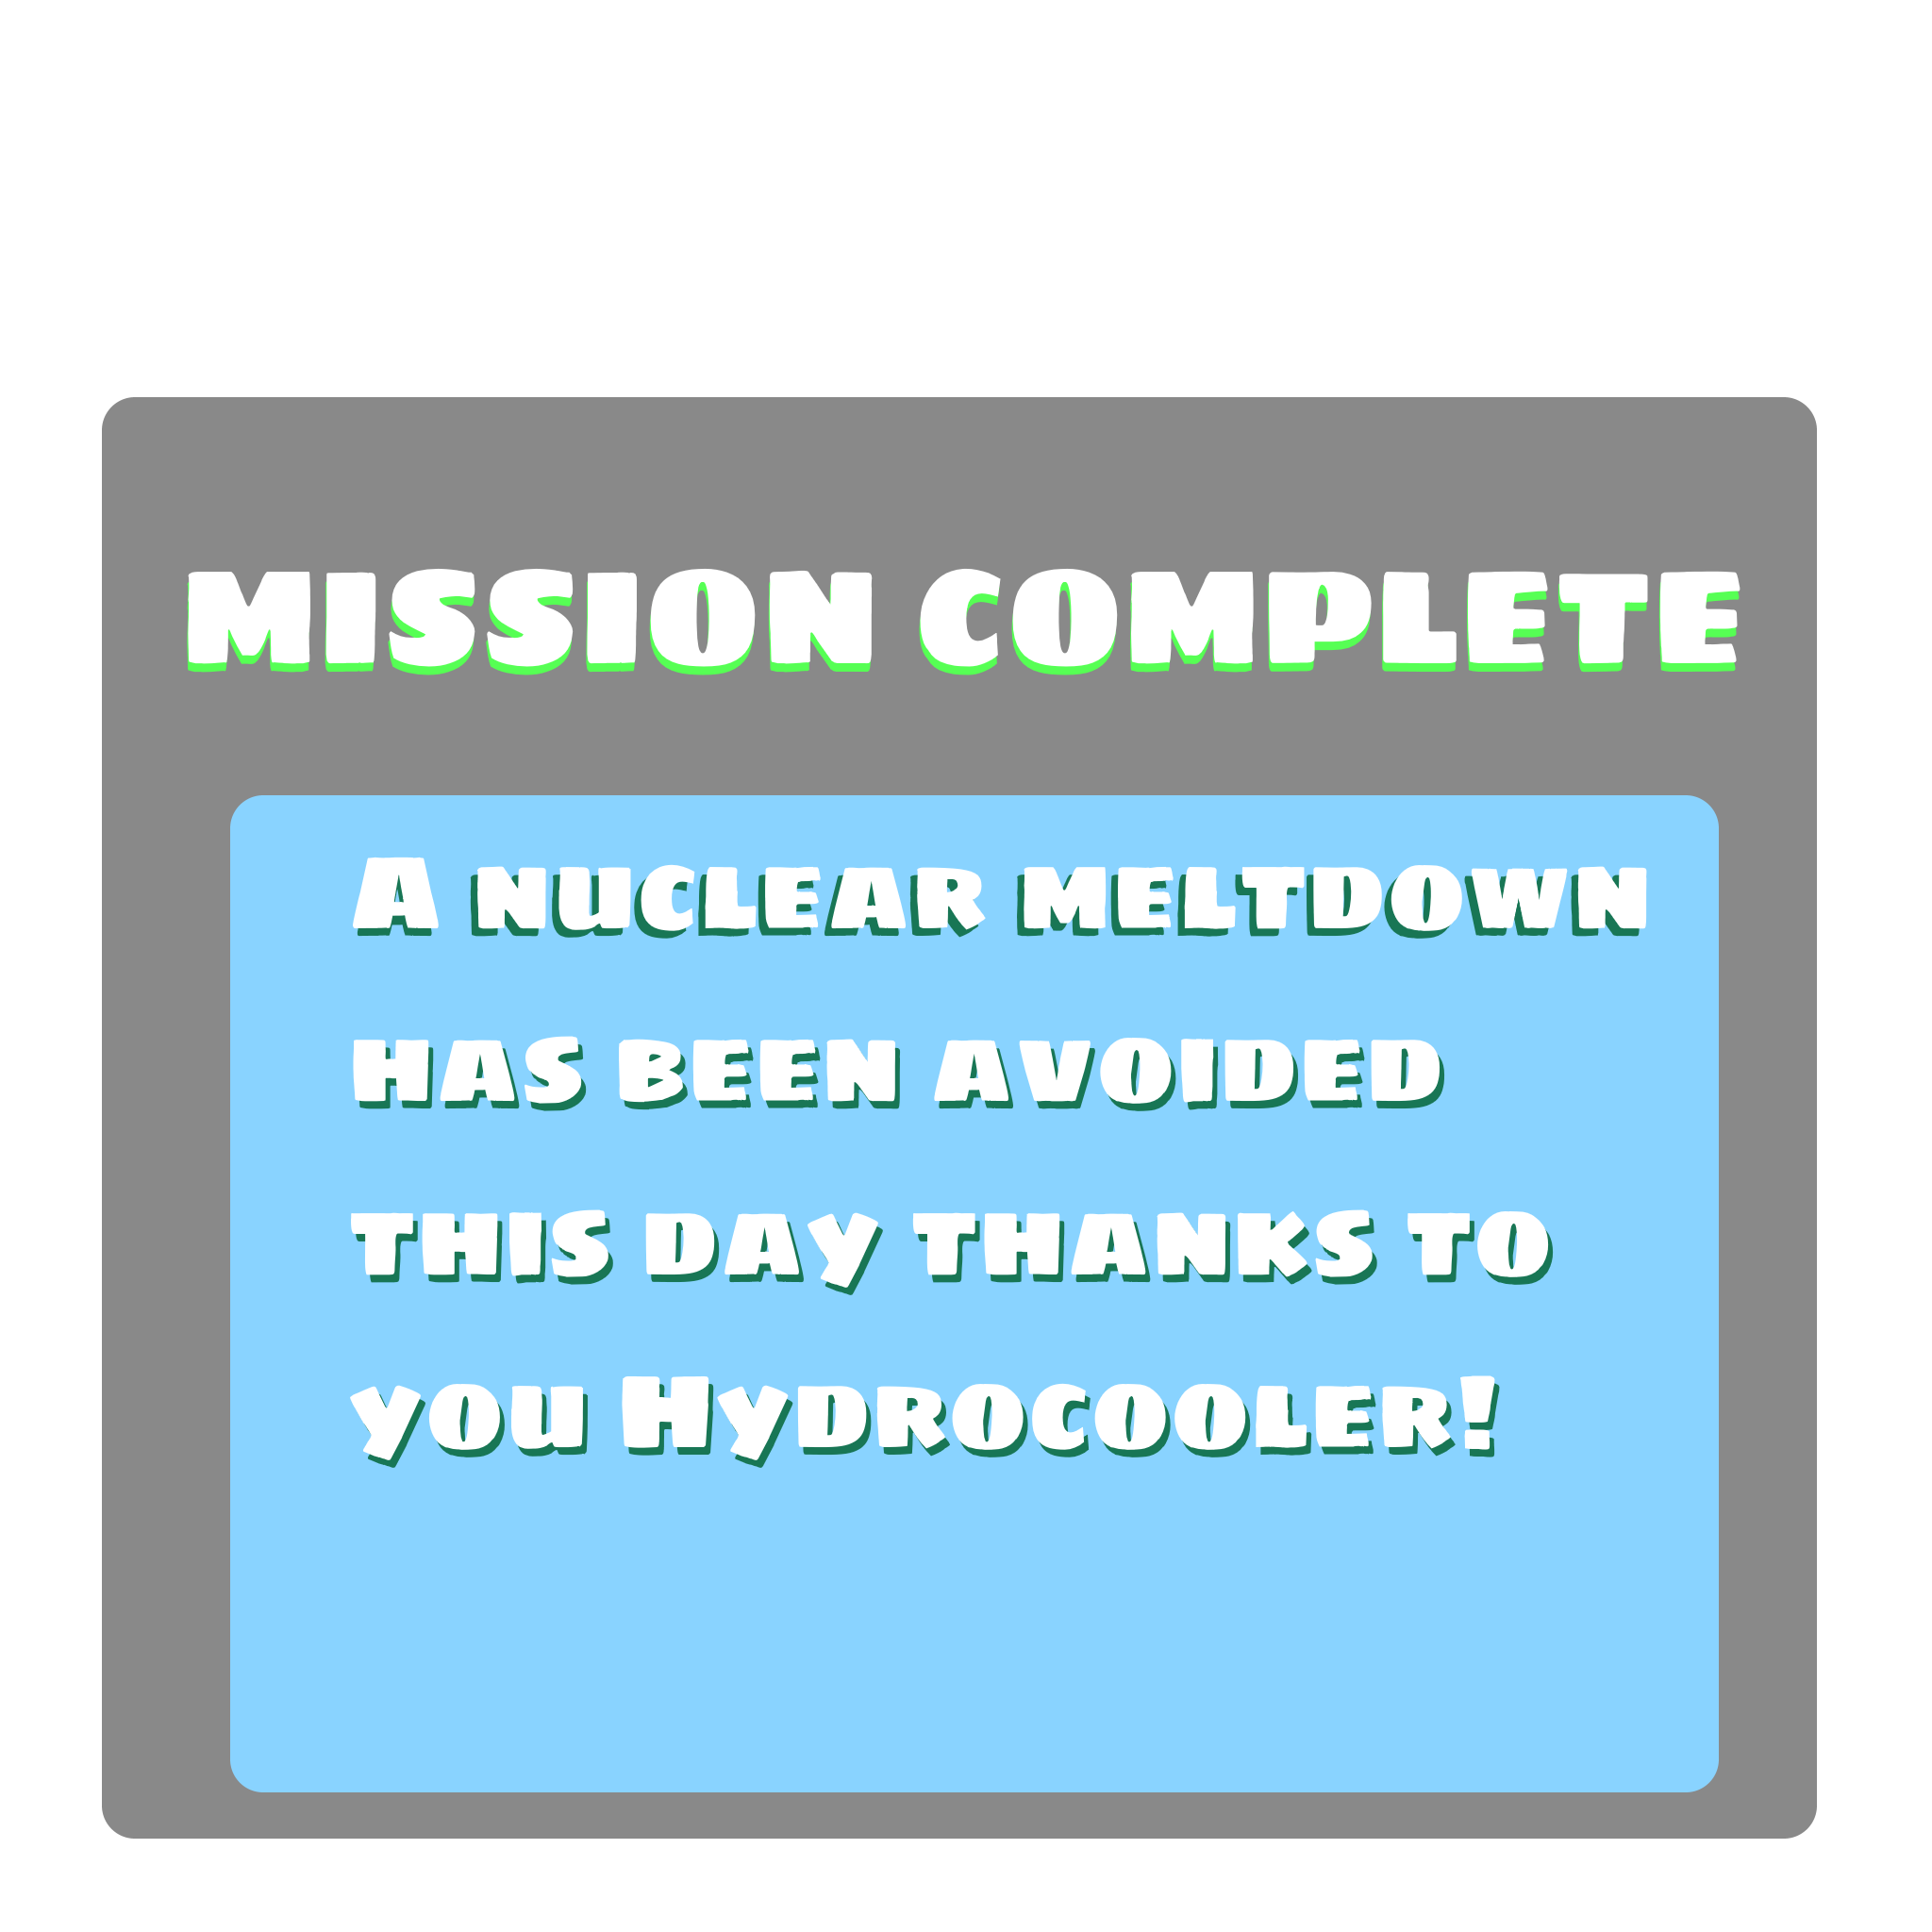 MISSION COMPLETE
A nuclear meltdown
has been avoided
this day thanks to
you Hydrocooler!